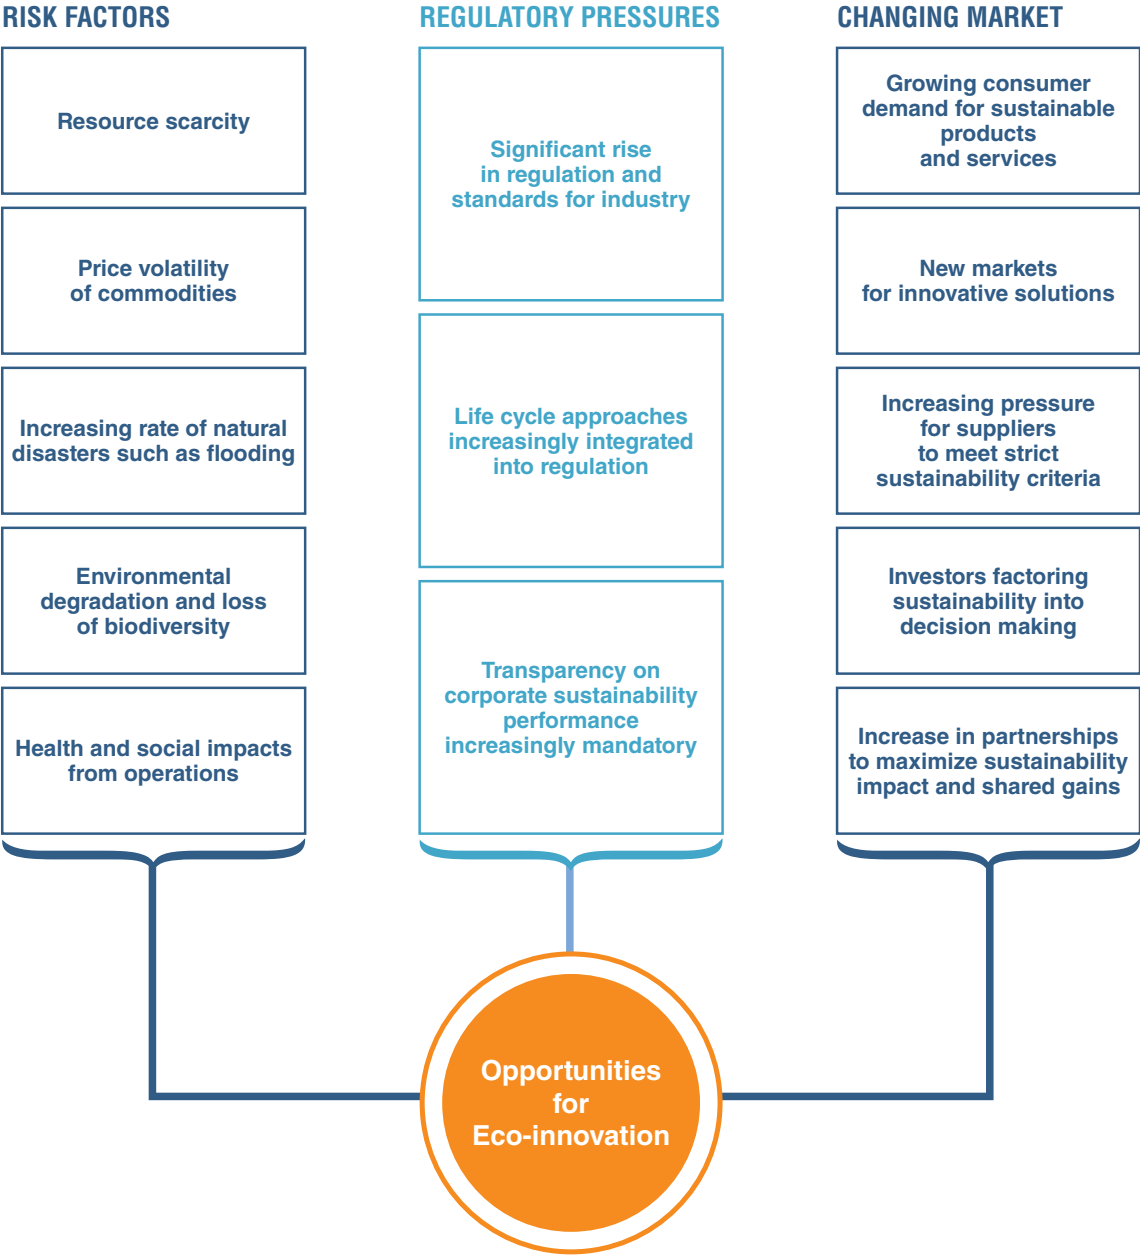 RISK FACTORS
Resource scarcity
Price volatility
of commodities
Increasing rate of natural
disasters such as flooding
Environmental
degradation and loss
of biodiversity
Health and social impacts
from operations
REGULATORY PRESSURES
Significant rise
in regulation and
standards for industry
Life cycle approaches
increasingly integrated
into regulation
Transparency on
corporate sustainability
performance
increasingly mandatory
CHANGING MARKET
Growing consumer
demand for sustainable
products
and services
New markets
for innovative solutions
Increasing pressure
for suppliers
to meet strict
sustainability criteria
Investors factoring
sustainability into
decision making
Increase in partnerships
to maximize sustainability
impact and shared gains
Opportunities
for
Eco-innovation